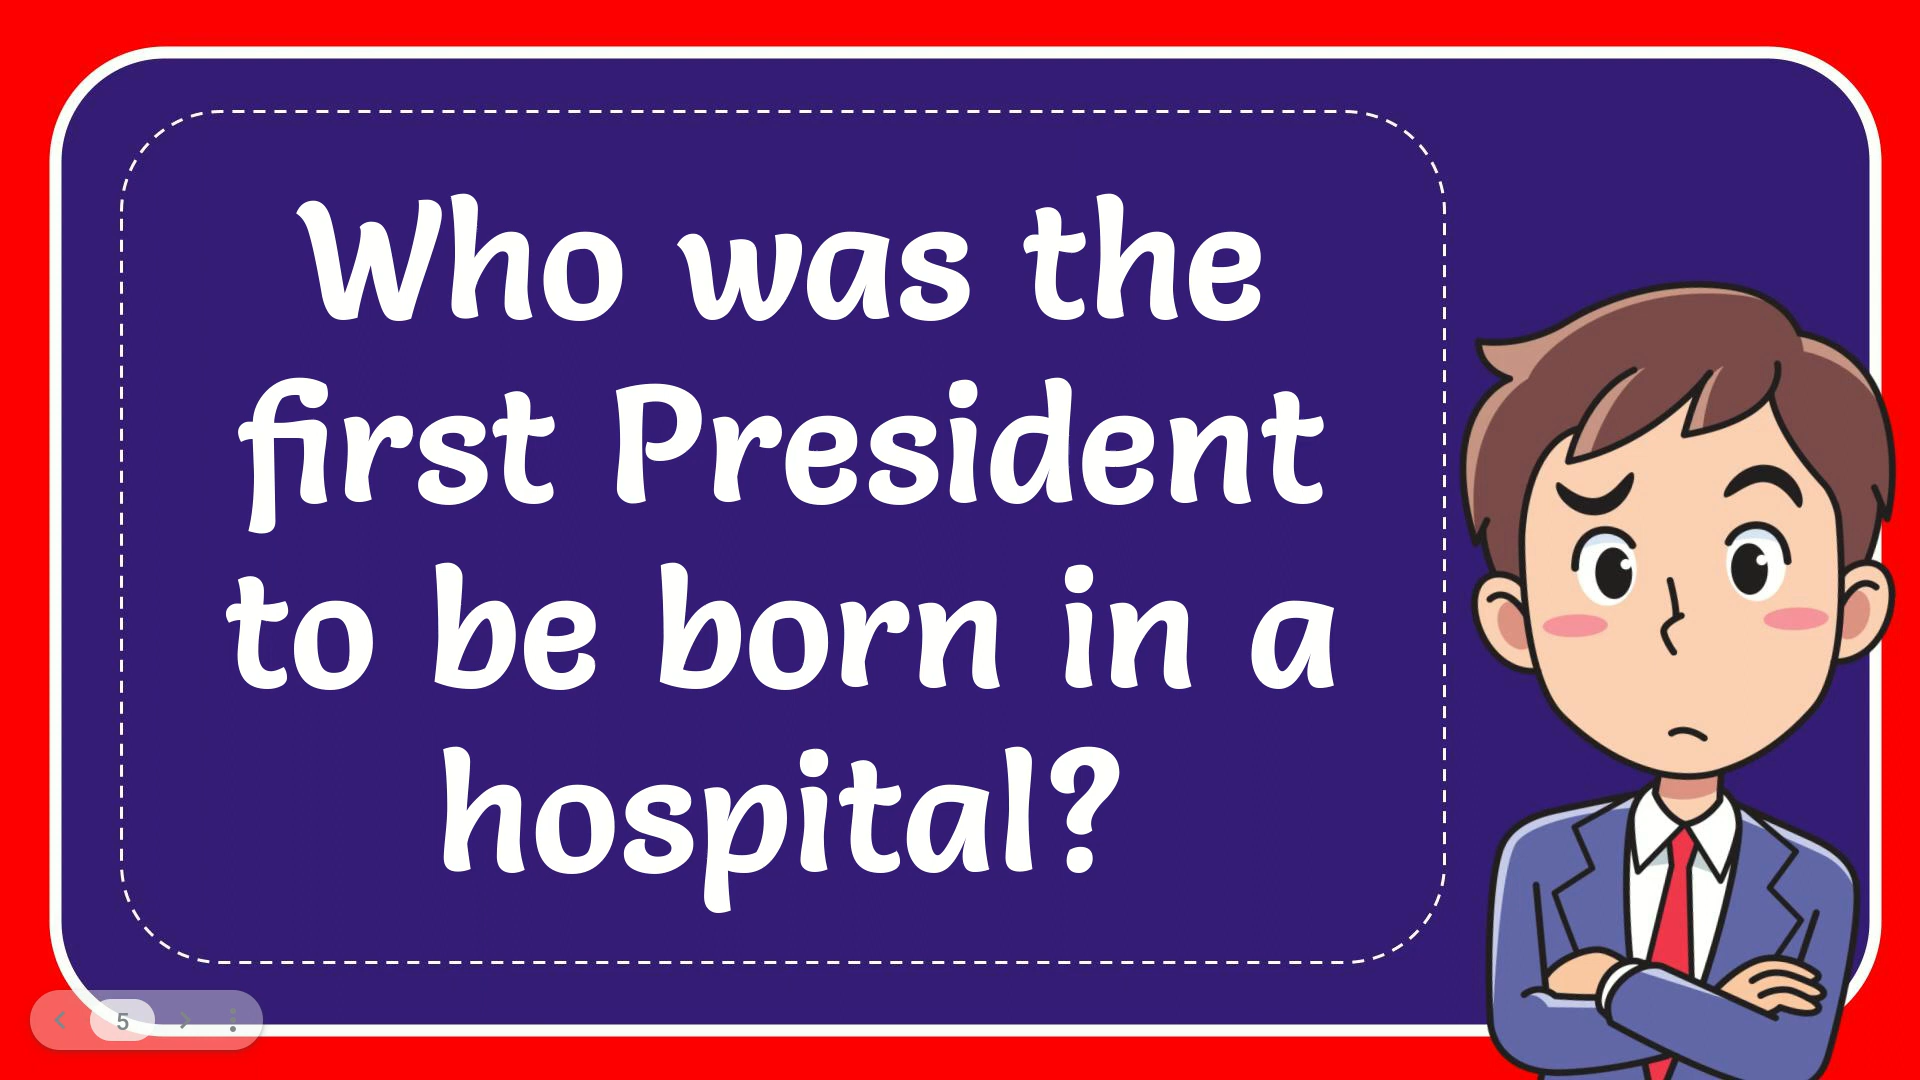 Who was the
first President
to be born in a
hospital?
5